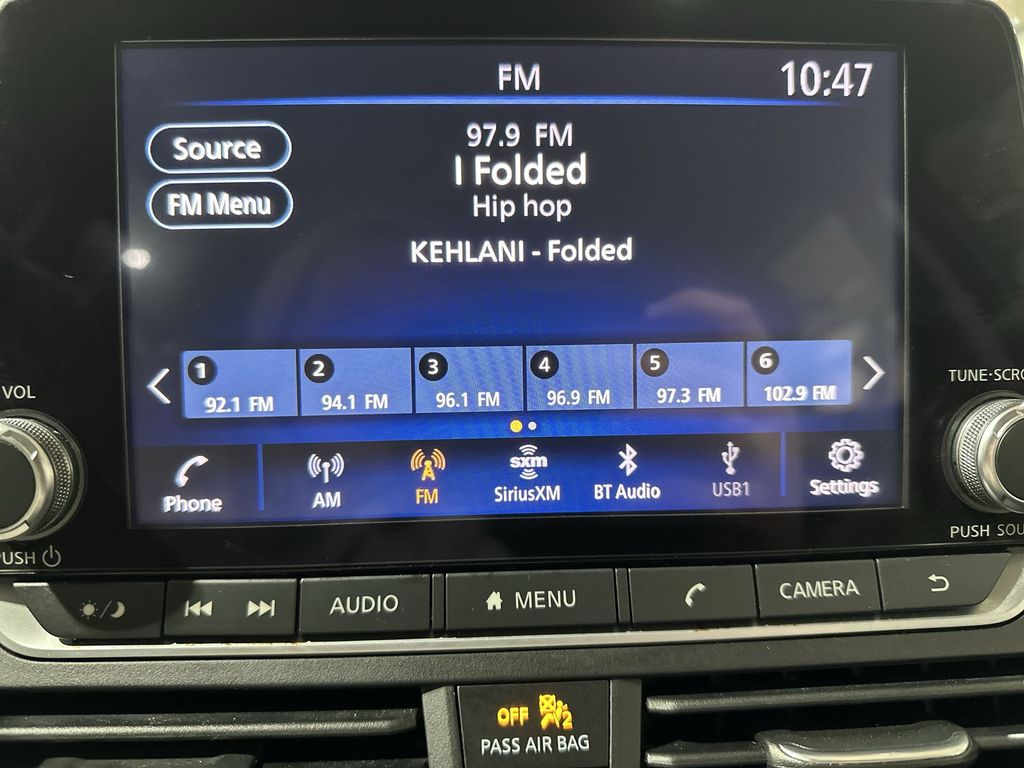 FM
10:47
Source
97.9 FM
I Folded
FM Menu
Hip hop
KEHLANI - Folded
1
2
3
4
5
6
92.1 FM
94.1 FM
96.1 FM
96.9 FM
97.3 FM
102.9 FM
VOL
TUNE·SCRO
Phone
AM
FM
sxm
SiriusXM
BT Audio
USB1
Settings
PUSH
PUSH SOU
AUDIO
MENU
CAMERA
OFF
2
PASS AIR BAG